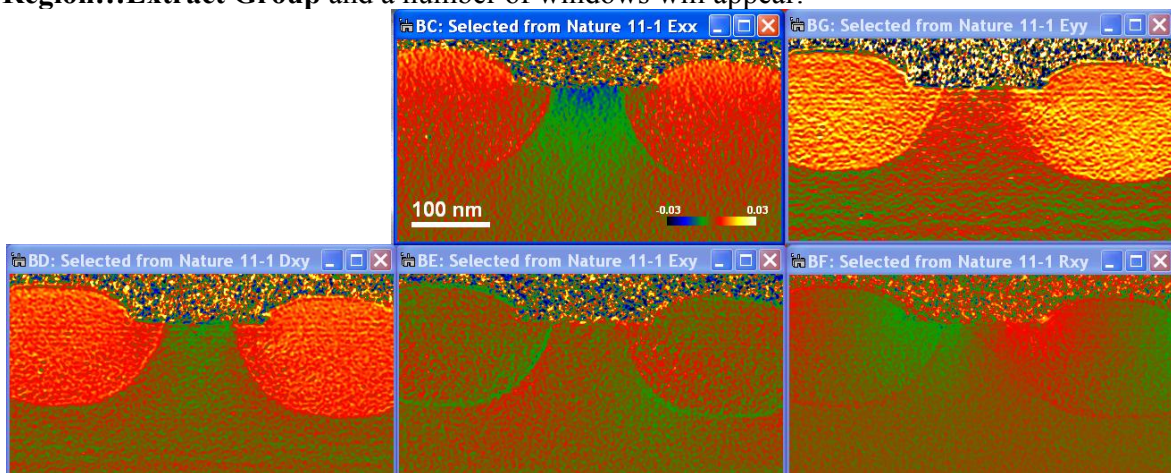 Region…Extract Group and a number of windows will appear.
BC: Selected from Nature 11-1 Exx
BG: Selected from Nature 11-1 Eyy
100 nm
-0.03 0.03
BD: Selected from Nature 11-1 Dxy
BE: Selected from Nature 11-1 Exy
BF: Selected from Nature 11-1 Rxy